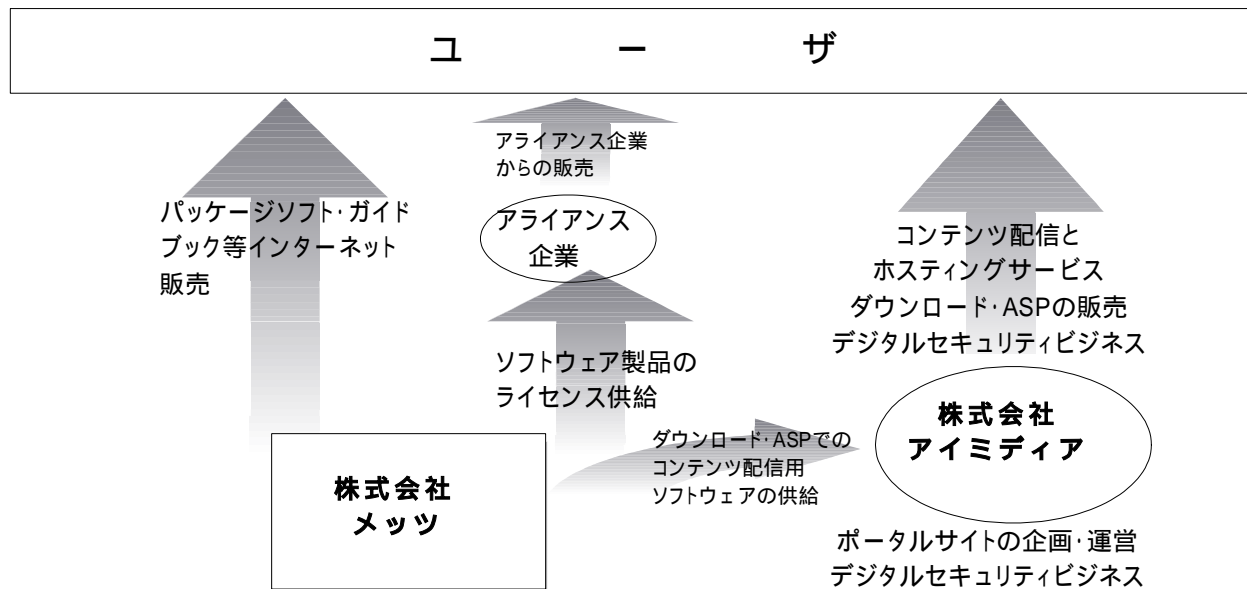 ユーザ
アライアンス企業
からの販売
パッケージソフト・ガイド
ブック等インターネット
販売
アライアンス
企業
コンテンツ配信と
ホスティングサービス
ダウンロード・ASPの販売
デジタルセキュリティビジネス
ソフトウェア製品の
ライセンス供給
株式会社
アイミディア
ダウンロード・ASPでの
コンテンツ配信用
ソフトウェアの供給
株式会社
メッツ
ポータルサイトの企画・運営
デジタルセキュリティビジネス